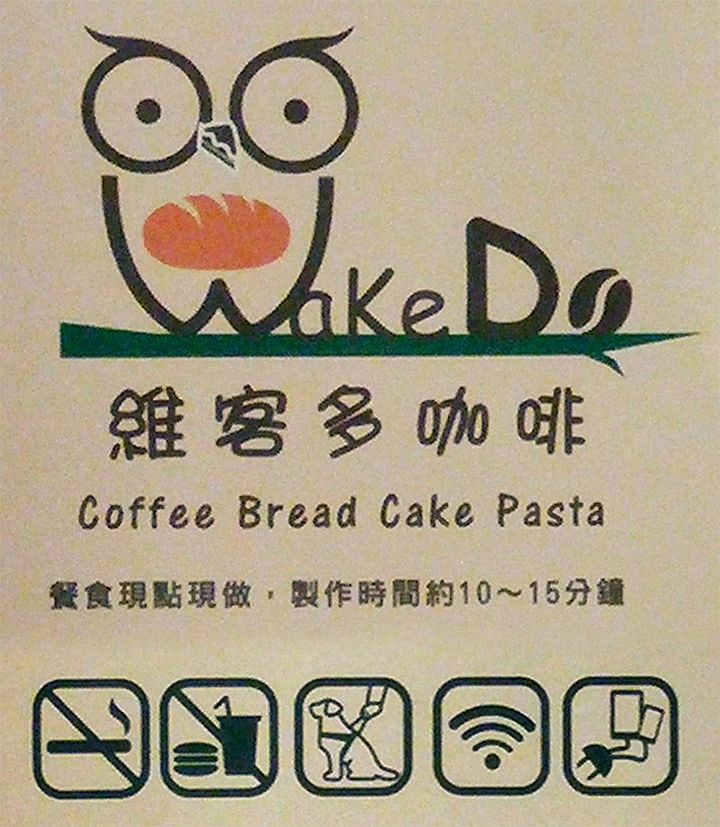 WakeDo
維客多咖啡
Coffee Bread Cake Pasta
餐食現點現做，製作時間約10～15分鐘